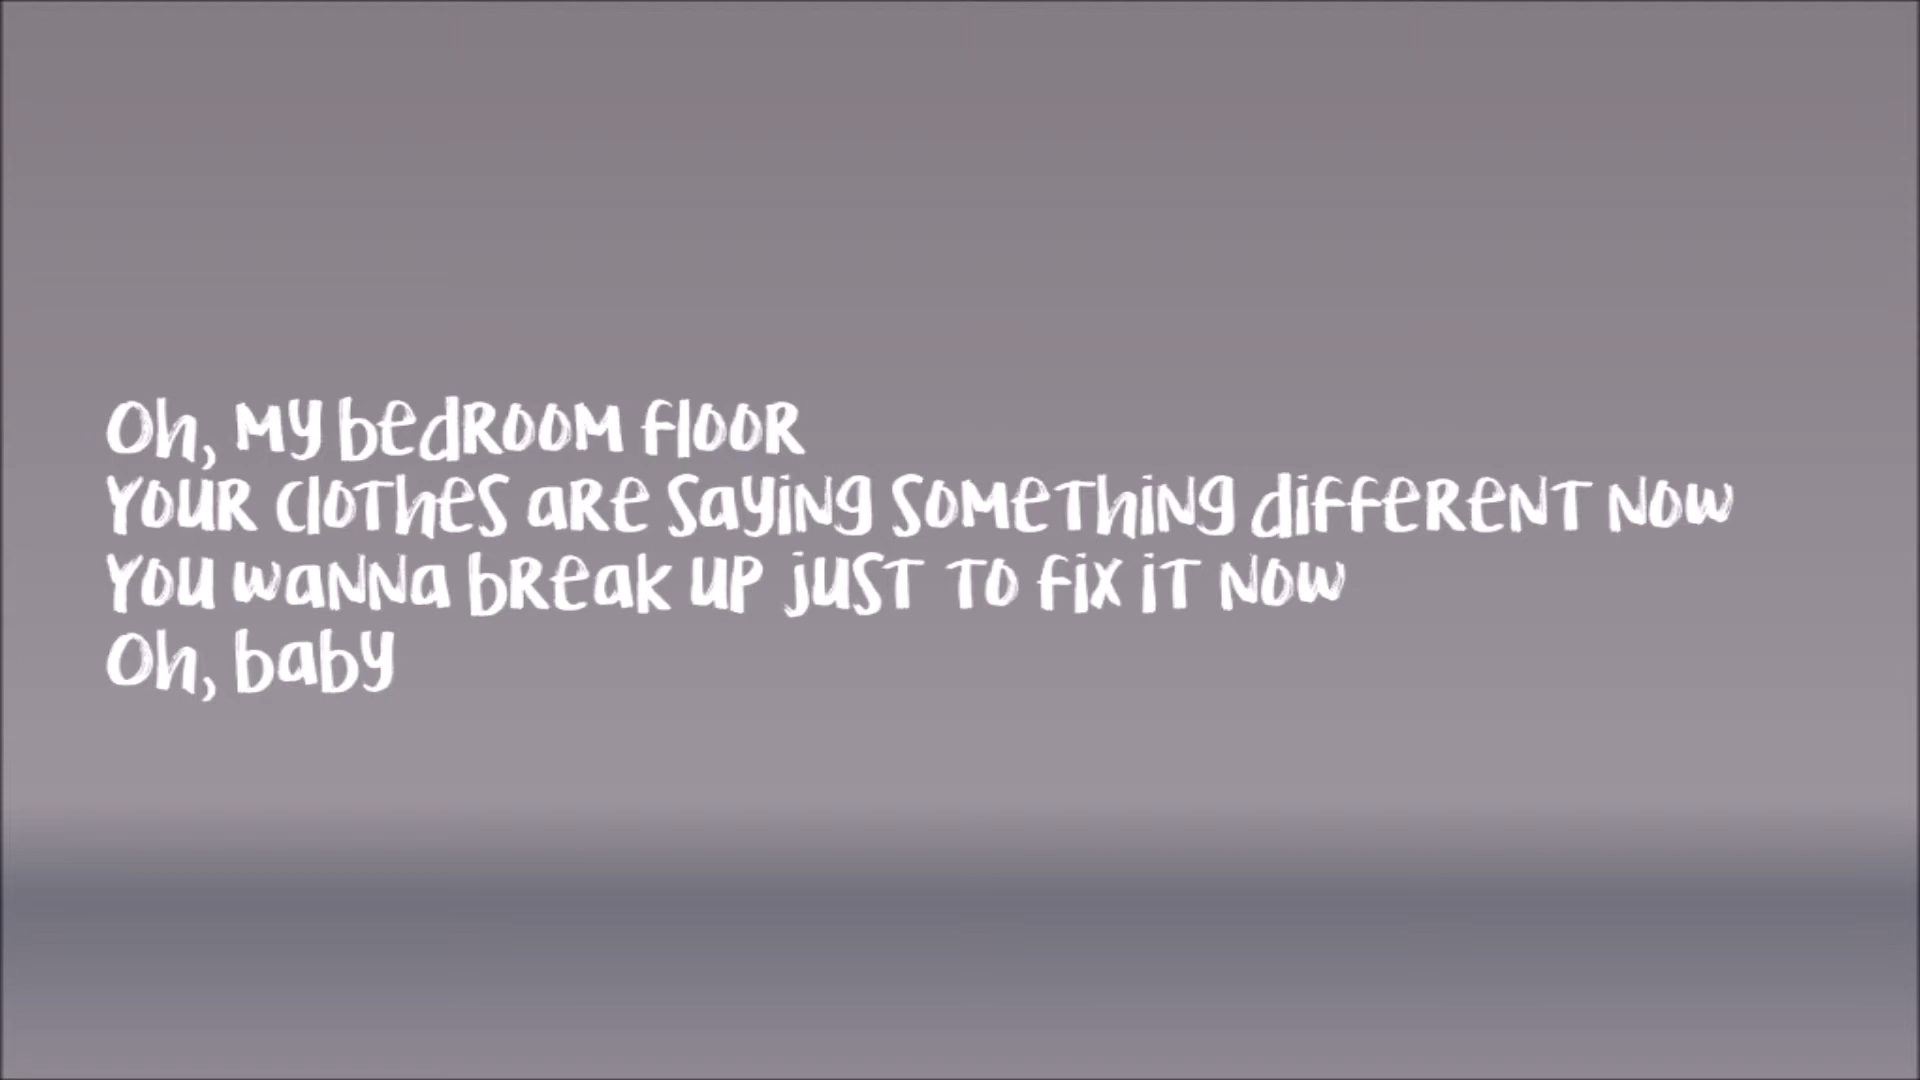 Oh, my bedroom floor
Your clothes are saying something different now
You wanna break up just to fix it now
Oh, baby